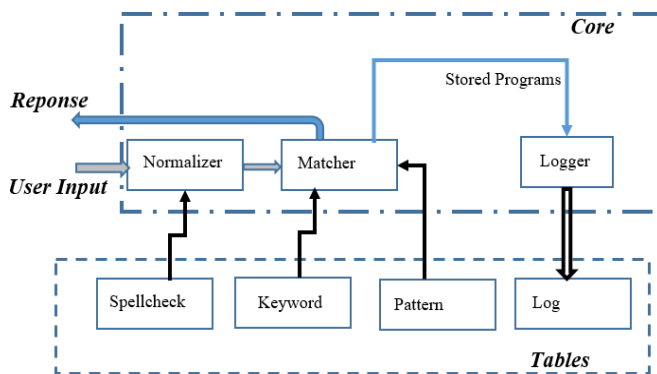 Core
Stored Programs
Reponse
Normalizer
Matcher
Logger
User Input
Spellcheck
Keyword
Pattern
Log
Tables